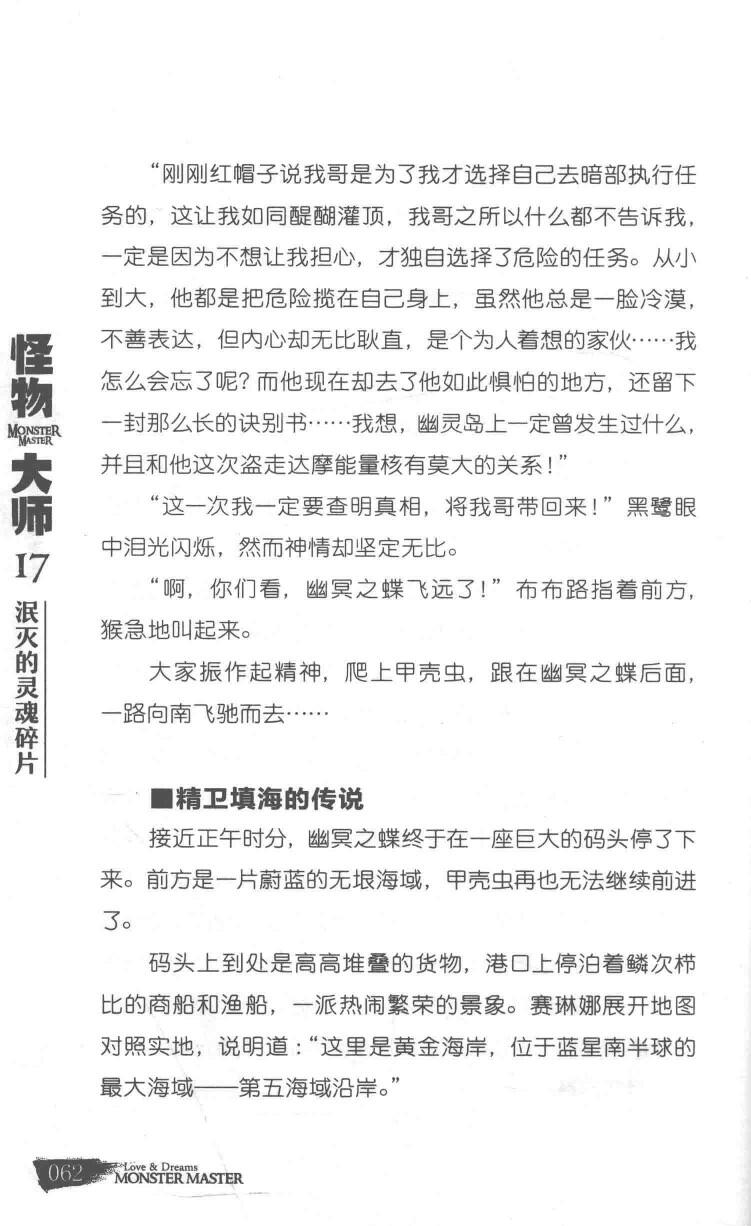 “刚刚红帽子说我哥是为了我才选择自己去暗部执行任
务的，这让我如同醍醐灌顶，我哥之所以什么都不告诉我，
一定是因为不想让我担心，才独自选择了危险的任务。从小
到大，他都是把危险揽在自己身上，虽然他总是一脸冷漠，
不善表达，但内心却无比耿直，是个为人着想的家伙……我
怎么会忘了呢？而他现在却去了他如此惧怕的地方，还留下
一封那么长的诀别书……我想，幽灵岛上一定曾发生过什么，
并且和他这次盗走达摩能量核有莫大的关系！”
“这一次我一定要查明真相，将我哥带回来！”黑鹭眼
中泪光闪烁，然而神情却坚定无比。
“啊，你们看，幽冥之蝶飞远了！”布布路指着前方，
猴急地叫起来。
大家振作起精神，爬上甲壳虫，跟在幽冥之蝶后面，
一路向南飞驰而去……
■精卫填海的传说
接近正午时分，幽冥之蝶终于在一座巨大的码头停了下
来。前方是一片蔚蓝的无垠海域，甲壳虫再也无法继续前进
了。
码头上到处是高高堆叠的货物，港口上停泊着鳞次栉
比的商船和渔船，一派热闹繁荣的景象。赛琳娜展开地图
对照实地，说明道：“这里是黄金海岸，位于蓝星南半球的
最大海域——第五海域沿岸。”
怪物
MONSTER
MASTER
大师
17
泯灭的灵魂碎片
062
Love & Dreams
MONSTER MASTER